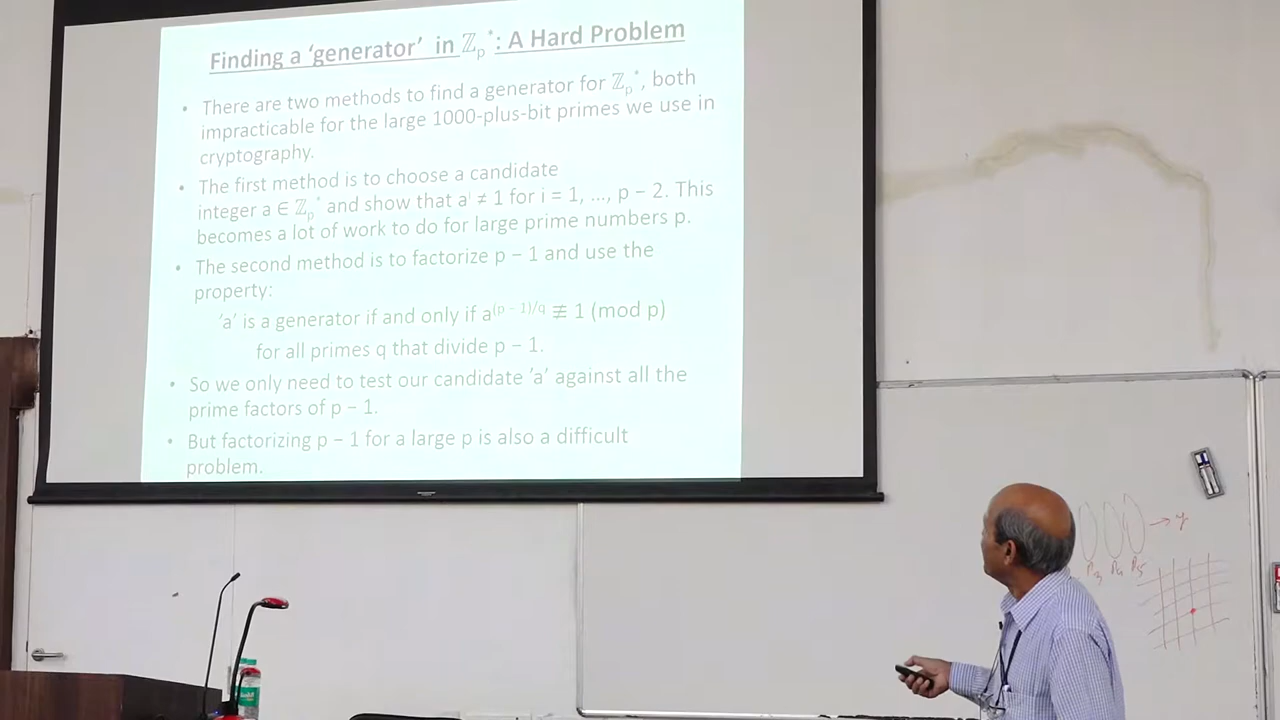 Finding a ‘generator’ in ℤp*: A Hard Problem
• There are two methods to find a generator for ℤp*, both
impracticable for the large 1000-plus-bit primes we use in
cryptography.
• The first method is to choose a candidate
integer a ∈ ℤp* and show that aⁱ ≠ 1 for i = 1, ..., p − 2. This
becomes a lot of work to do for large prime numbers p.
• The second method is to factorize p − 1 and use the
property:
‘a’ is a generator if and only if a^(p − 1)/q ≢ 1 (mod p)
for all primes q that divide p − 1.
• So we only need to test our candidate ‘a’ against all the
prime factors of p − 1.
• But factorizing p − 1 for a large p is also a difficult
problem.